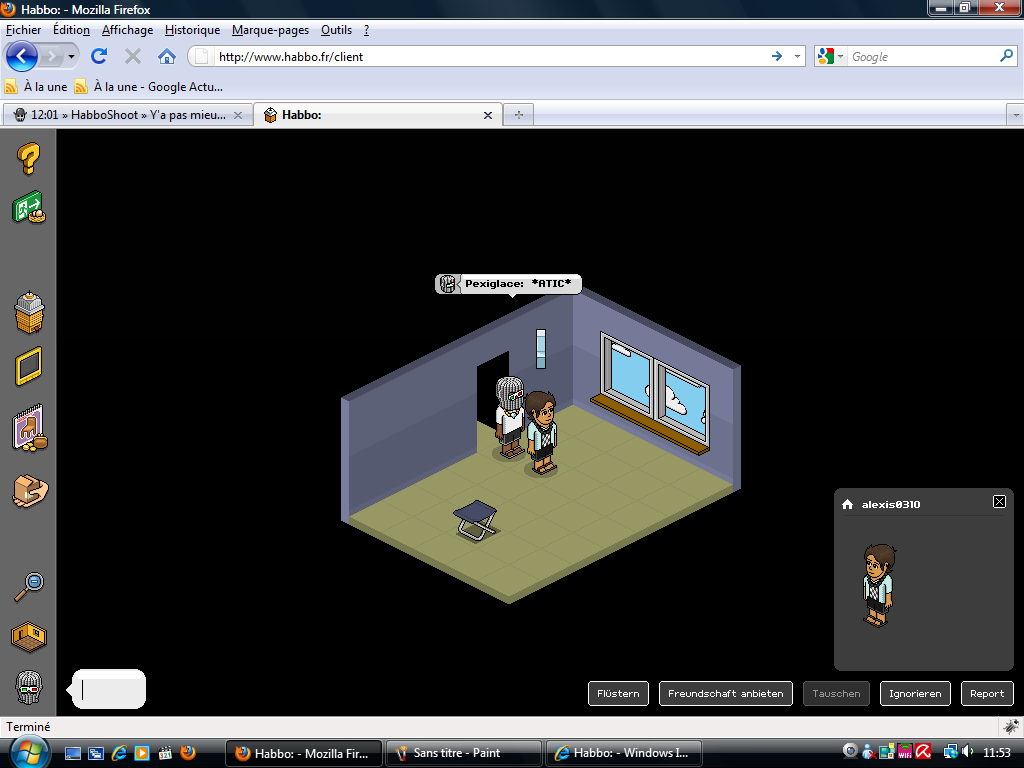 Habbo: - Mozilla Firefox
Fichier Édition Affichage Historique Marque-pages Outils ?
http://www.habbo.fr/client
Google
À la une À la une - Google Actu...
12:01 » HabboShoot » Y'a pas mieu... Habbo:
Pexiglace: *ATIC*
alexis0310
Flüstern Freundschaft anbieten Tauschen Ignorieren Report
Terminé
Habbo: - Mozilla Fir... Sans titre - Paint Habbo: - Windows I... WiFi 11:53